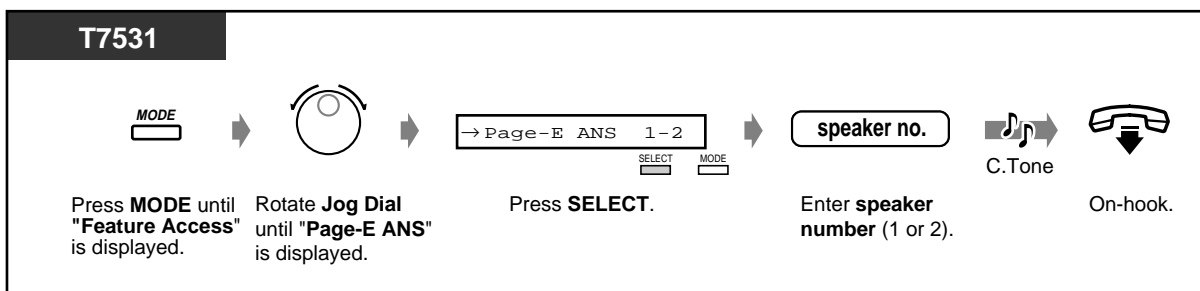 T7531
MODE
→Page-E ANS 1-2
SELECT MODE
speaker no.
C.Tone
Press MODE until
"Feature Access"
is displayed.
Rotate Jog Dial
until "Page-E ANS"
is displayed.
Press SELECT.
Enter speaker
number (1 or 2).
On-hook.